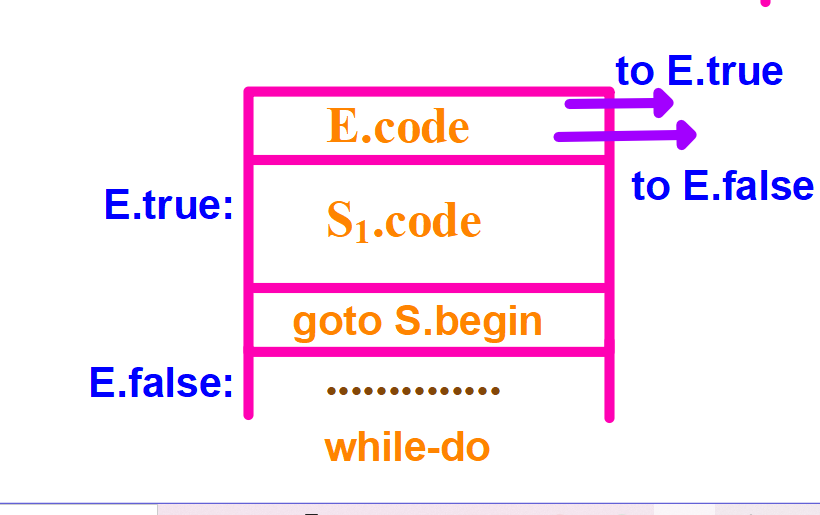 to E.true
E.code
to E.false
E.true:
S₁.code
goto S.begin
E.false:
..............
while-do